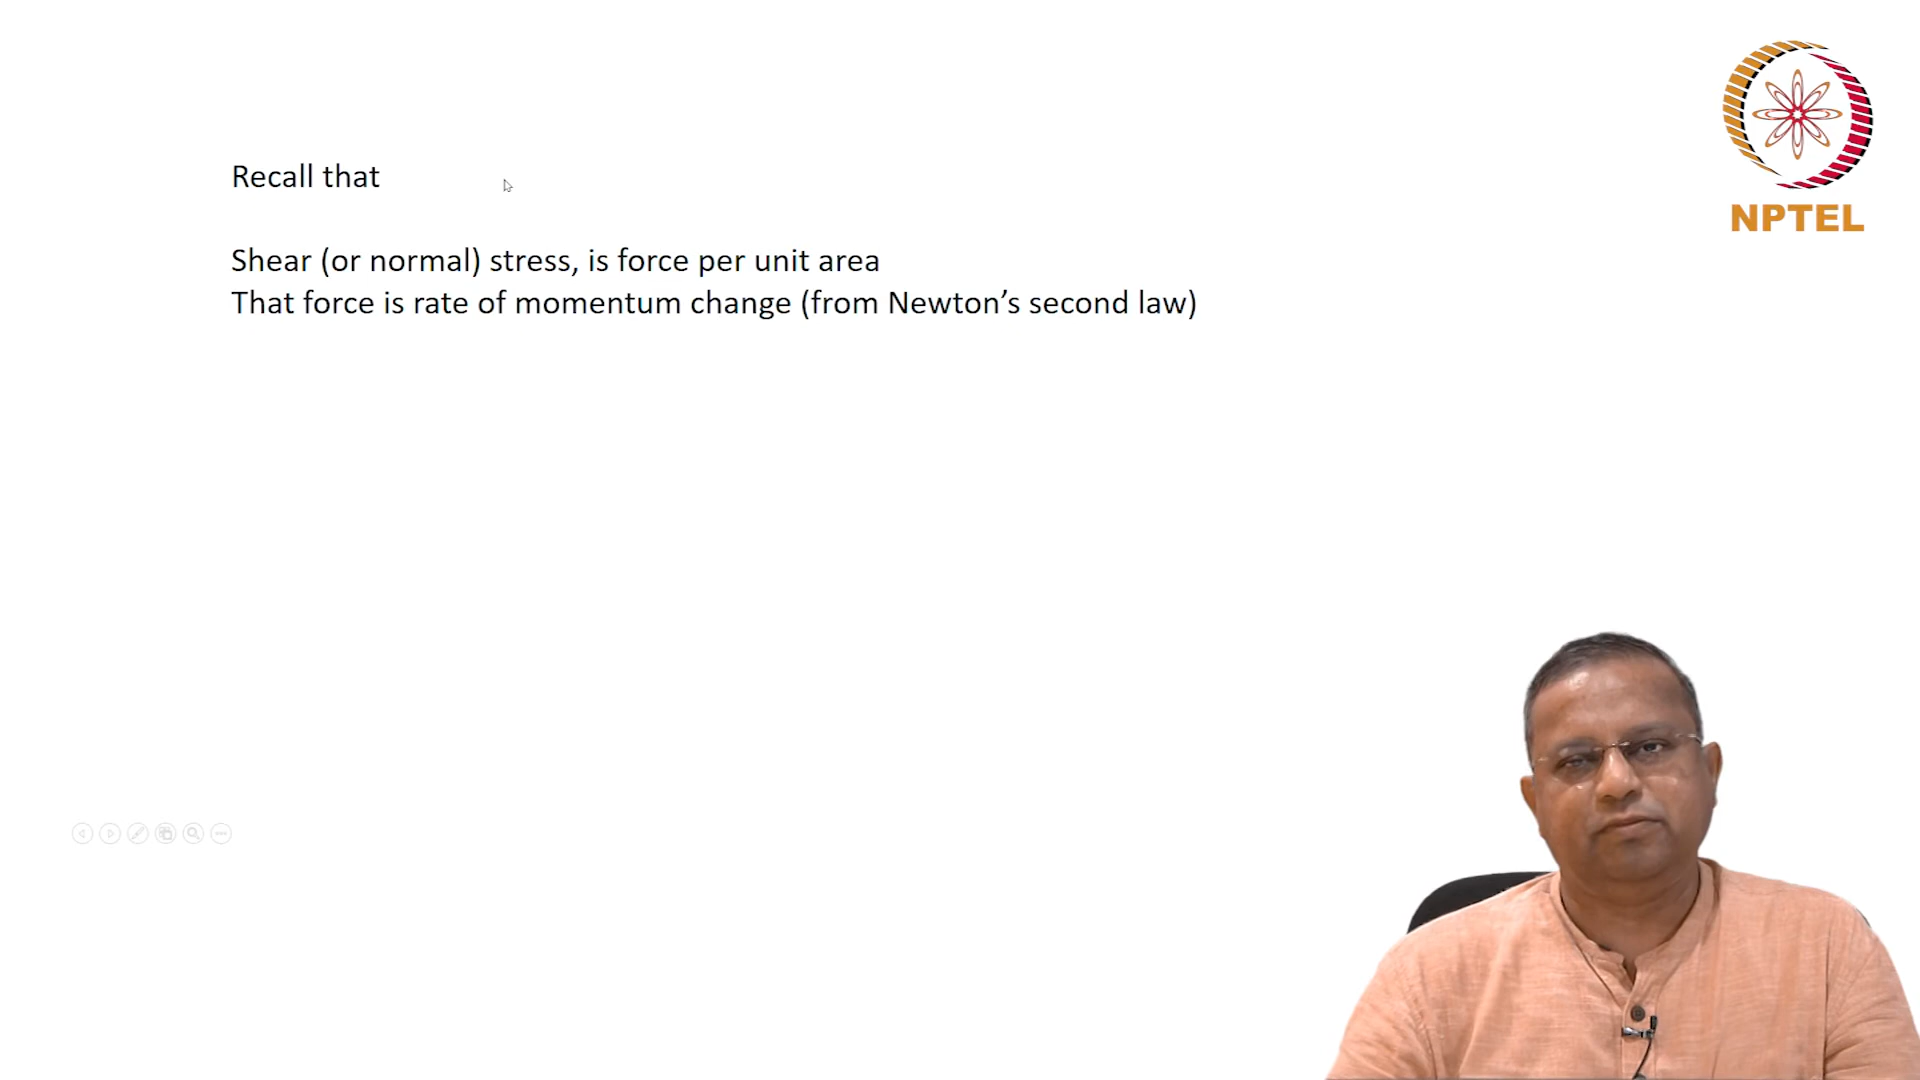 Recall that
Shear (or normal) stress, is force per unit area
That force is rate of momentum change (from Newton’s second law)
NPTEL